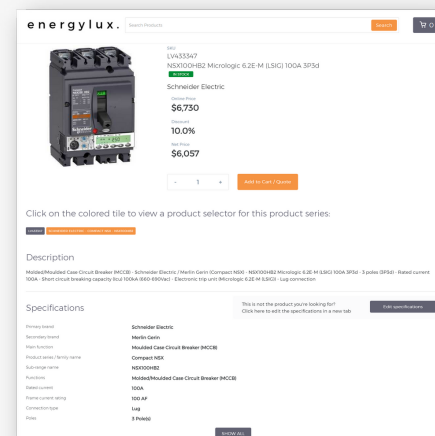 energylux.
Search Products
Search
0
SKU
LV433347
NSX100HB2 Micrologic 6.2E-M (LSIG) 100A 3P3d
Schneider Electric
Online Price
$6,730
Discount
10.0%
Net Price
$6,057
-
1
+
Add to Cart / Quote
Click on the colored tile to view a product selector for this product series:
Description
Molded/Moulded Case Circuit Breaker (MCCB) - Schneider Electric / Merlin Gerin (Compact NSX) - NSX100HB2 Micrologic 6.2E-M (LSIG) 100A 3P3d - 3 poles (3P3d) - Rated current
100A - Short circuit breaking capacity (Icu) 100kA (660-690Vac) - Electronic trip unit (Micrologic 6.2E-M (LSIG)) - Lug connection
Specifications
This is not the product you're looking for?
Click here to edit the specifications in a new tab
Edit specifications
Primary brand Schneider Electric
Secondary brand Merlin Gerin
Main function Moulded Case Circuit Breaker (MCCB)
Product series / family name Compact NSX
Sub-range name NSX100HB2
Functions Molded/Moulded Case Circuit Breaker (MCCB)
Rated current 100A
Frame current rating 100 AF
Connection type Lug
Poles 3 Pole(s)
SHOW ALL